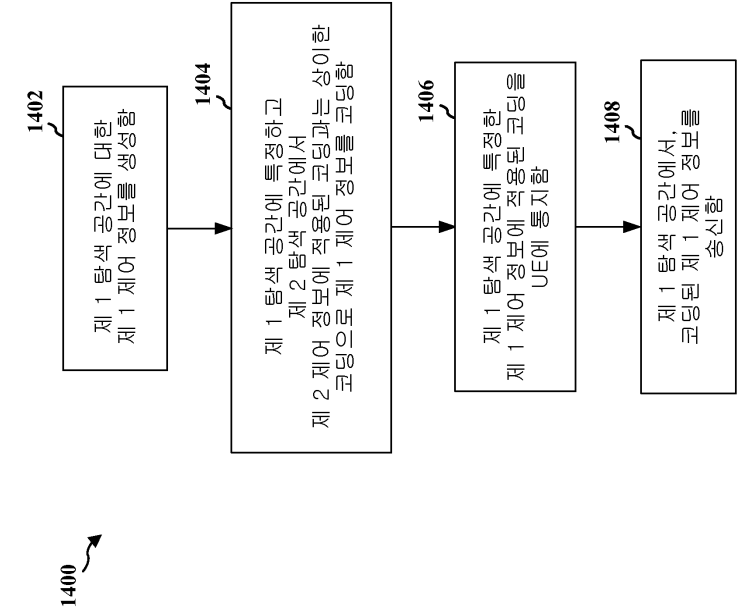 1400
1402
제 1 탐색 공간에 대한
제 1 제어 정보를 생성함
1404
제 1 탐색 공간에 특정하고
제 2 탐색 공간에서
제 2 제어 정보에 적용된 코딩과는 상이한
코딩으로 제 1 제어 정보를 코딩함
1406
제 1 탐색 공간에 특정한
제 1 제어 정보에 적용된 코딩을
UE에 통지함
1408
제 1 탐색 공간에서,
코딩된 제 1 제어 정보를
송신함